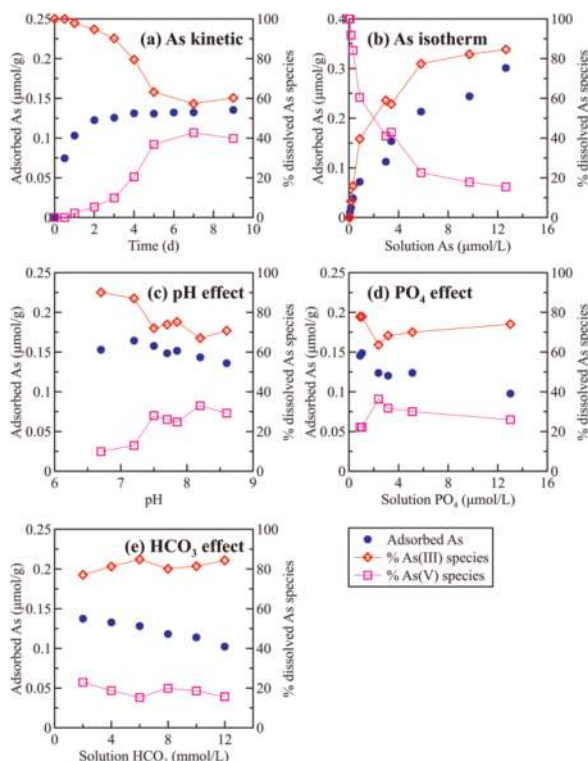 (a) As kinetic
Adsorbed As (µmol/g)
0.25
0.2
0.15
0.1
0.05
0
100
80
60
40
20
0
% dissolved As species
0 2 4 6 8 10
Time (d)
(b) As isotherm
Adsorbed As (µmol/g)
0.4
0.3
0.2
0.1
0
100
80
60
40
20
0
% dissolved As species
0 4 8 12 16
Solution As (µmol/L)
(c) pH effect
Adsorbed As (µmol/g)
0.25
0.2
0.15
0.1
0.05
0
100
80
60
40
20
0
% dissolved As species
6 7 8 9
pH
(d) PO₄ effect
Adsorbed As (µmol/g)
0.25
0.2
0.15
0.1
0.05
0
100
80
60
40
20
0
% dissolved As species
0 4 8 12 16
Solution PO₄ (µmol/L)
(e) HCO₃ effect
Adsorbed As (µmol/g)
0.25
0.2
0.15
0.1
0.05
0
100
80
60
40
20
0
% dissolved As species
0 4 8 12
Solution HCO₃ (mmol/L)
Adsorbed As
% As(III) species
% As(V) species